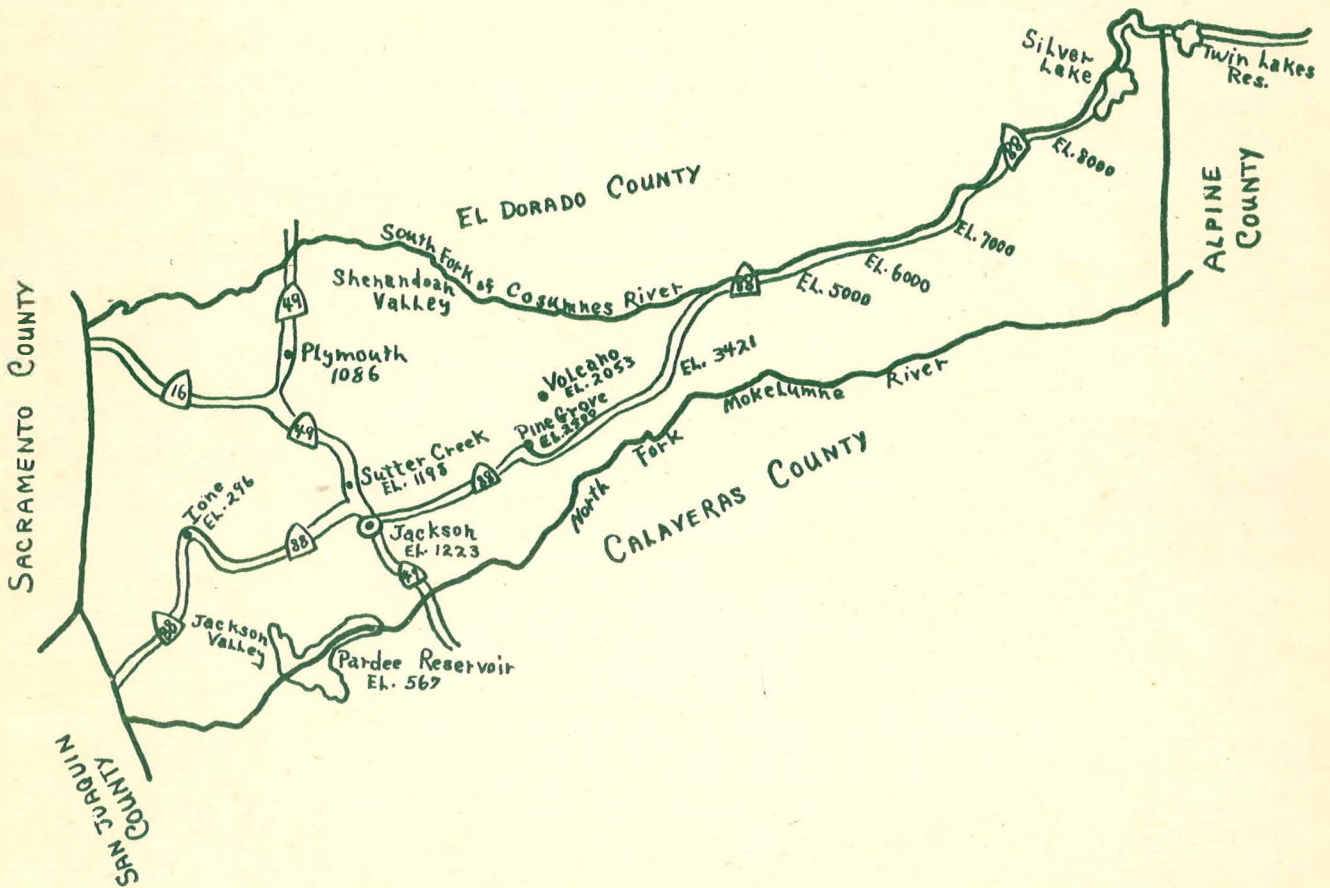 Silver
Lake
Twin Lakes
Res.
88
EL. 8000
ALPINE
COUNTY
EL DORADO COUNTY
EL. 7000
EL. 6000
EL. 5000
88
South Fork of Cosumnes River
Shenandoah
Valley
49
SACRAMENTO COUNTY
Plymouth
1086
16
49
Volcano
EL. 2053
EL. 3421
Pine Grove
North Fork Mokelumne River
CALAVERAS COUNTY
Sutter Creek
EL. 1198
88
Ione
EL. 296
88
Jackson
EL. 1223
49
88
Jackson
Valley
Pardee Reservoir
EL. 567
SAN JOAQUIN
COUNTY